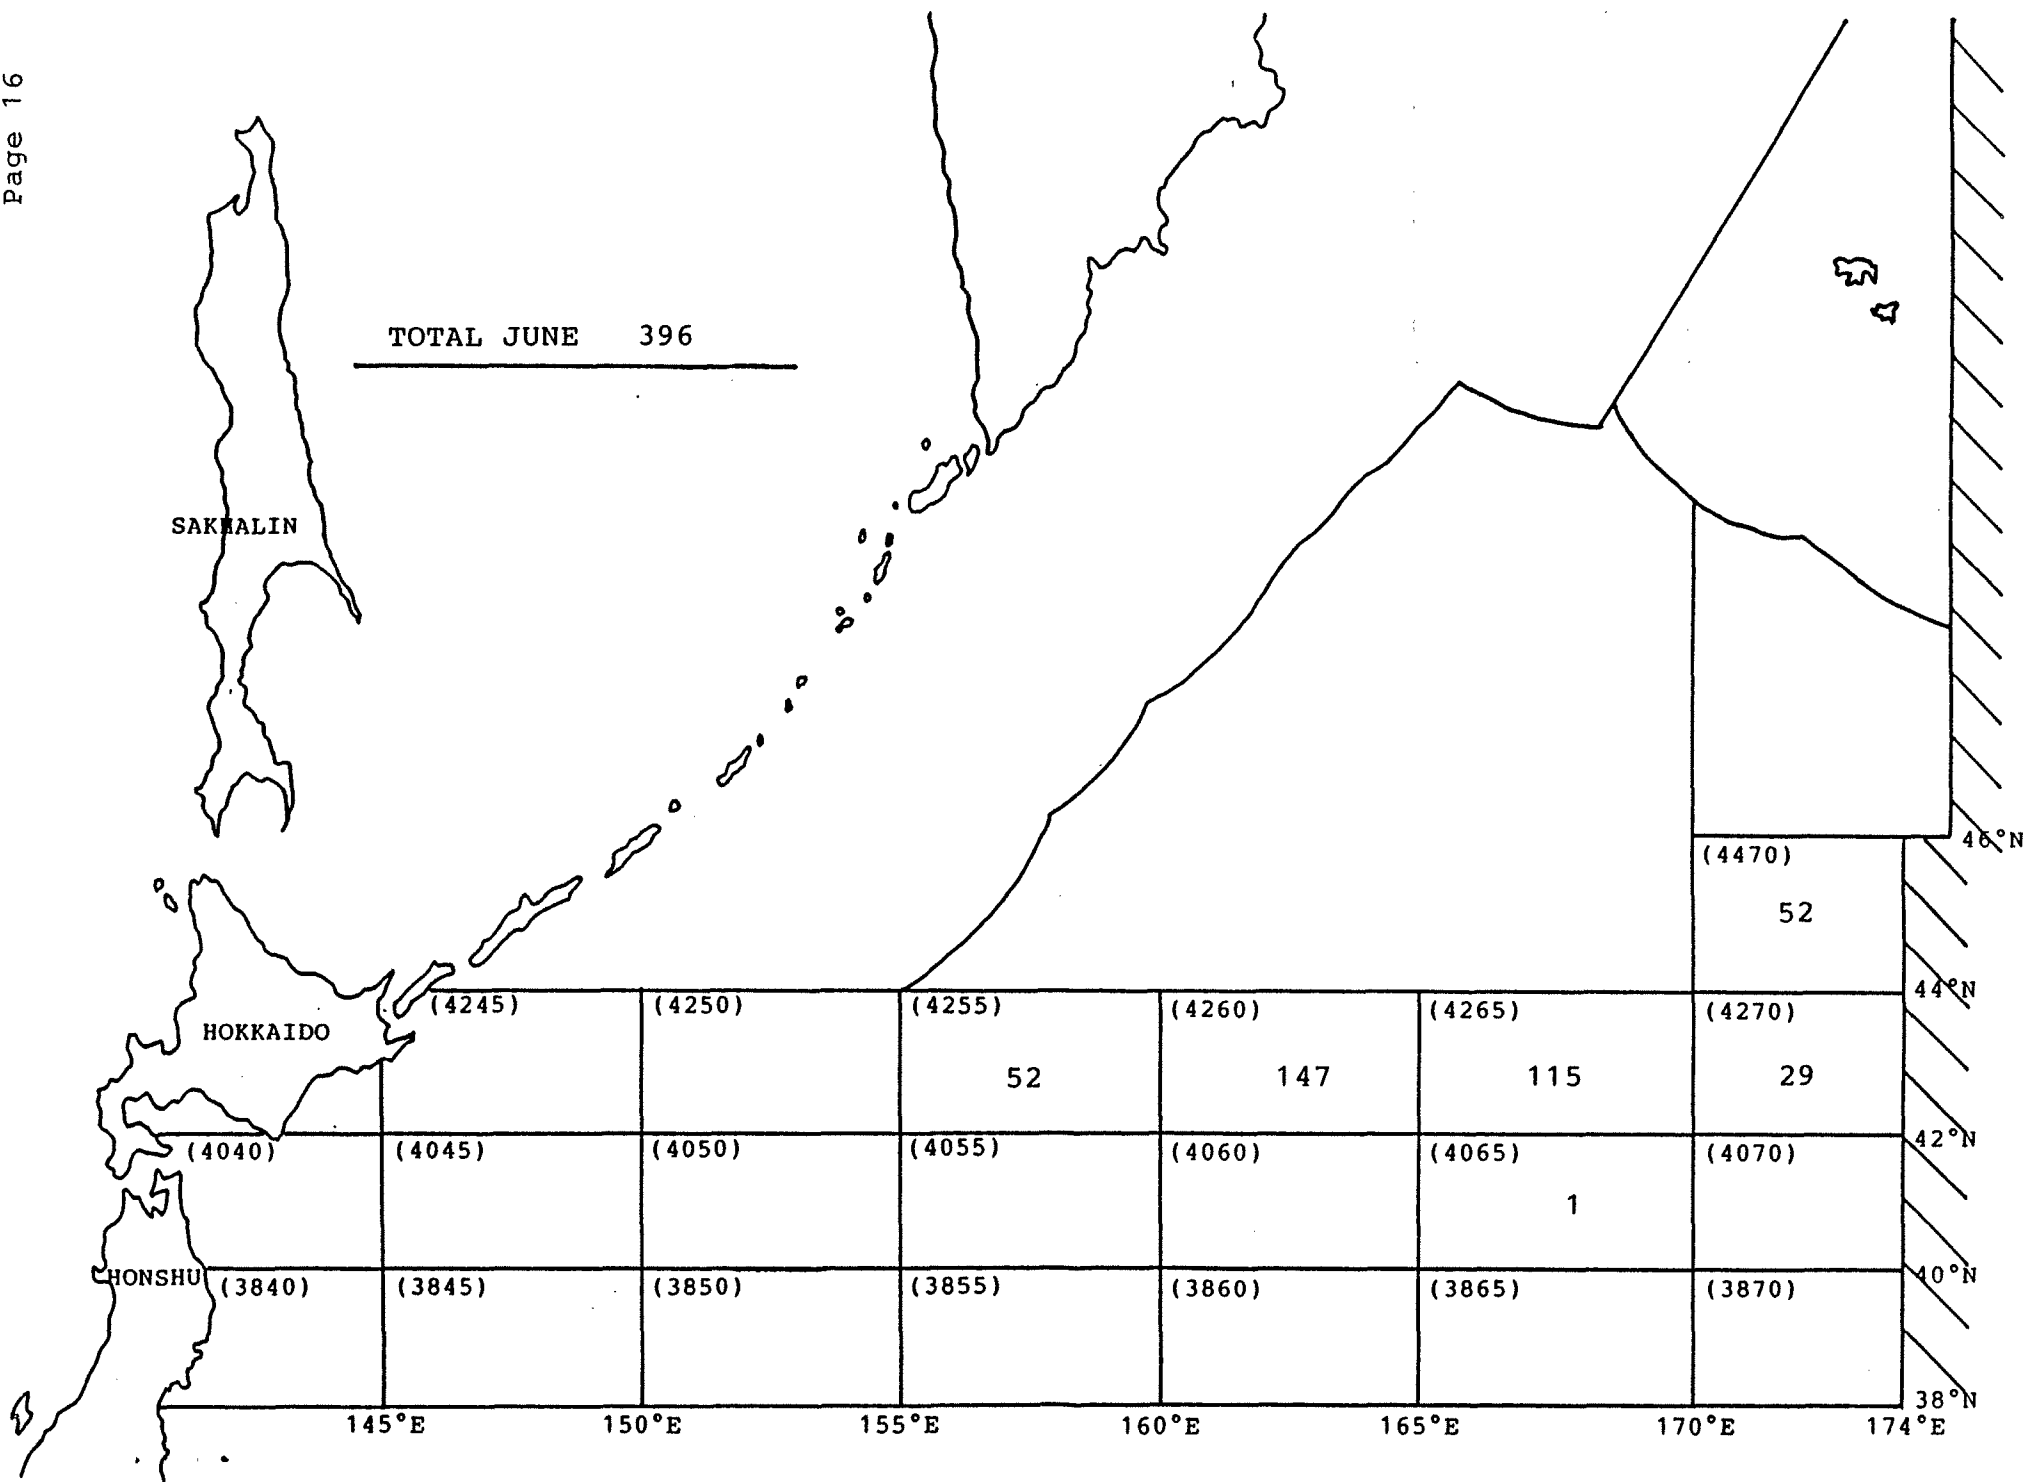 Page 16
TOTAL JUNE 396
SAKHALIN
46°N
(4470)
52
44°N
(4245) (4250) (4255) (4260) (4265) (4270)
HOKKAIDO
52 147 115 29
42°N
(4040) (4045) (4050) (4055) (4060) (4065) (4070)
1
40°N
HONSHU (3840) (3845) (3850) (3855) (3860) (3865) (3870)
38°N
145°E 150°E 155°E 160°E 165°E 170°E 174°E